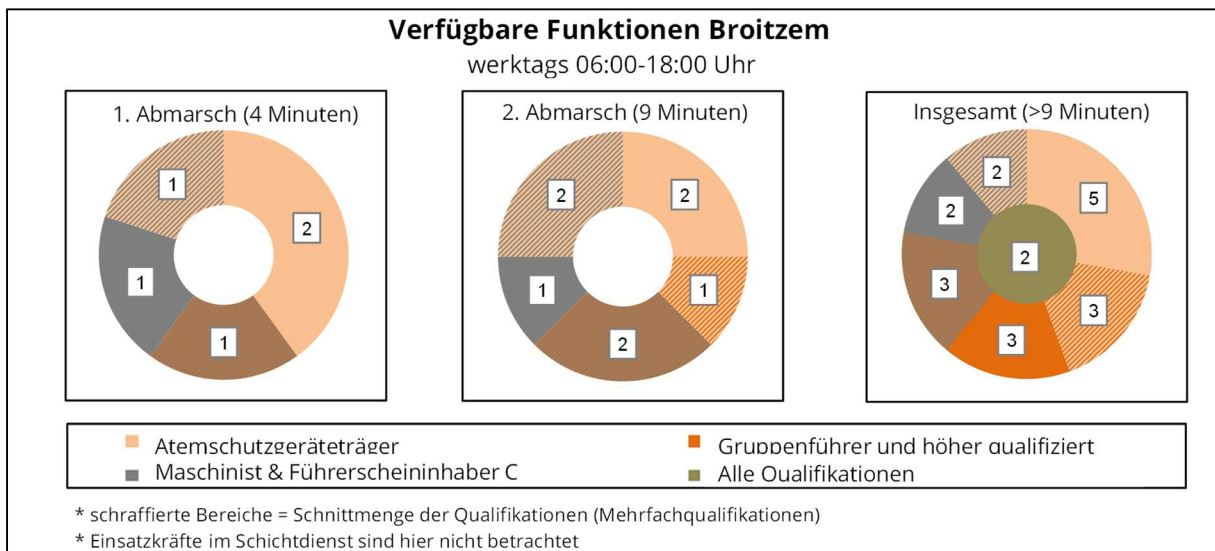 Verfügbare Funktionen Broitzem
werktags 06:00-18:00 Uhr
1. Abmarsch (4 Minuten)
1
2
1
1
2. Abmarsch (9 Minuten)
2
2
1
1
2
Insgesamt (>9 Minuten)
2
5
2
2
3
3
3
Atemschutzgeräteträger
Gruppenführer und höher qualifiziert
Maschinist & Führerscheininhaber C
Alle Qualifikationen
* schraffierte Bereiche = Schnittmenge der Qualifikationen (Mehrfachqualifikationen)
* Einsatzkräfte im Schichtdienst sind hier nicht betrachtet